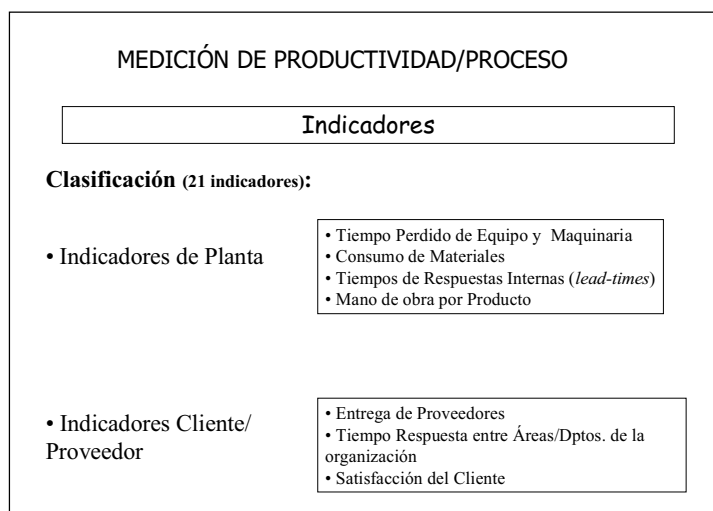 MEDICIÓN DE PRODUCTIVIDAD/PROCESO
Indicadores
Clasificación (21 indicadores):
• Indicadores de Planta
• Tiempo Perdido de Equipo y Maquinaria
• Consumo de Materiales
• Tiempos de Respuestas Internas (lead-times)
• Mano de obra por Producto
• Indicadores Cliente/
Proveedor
• Entrega de Proveedores
• Tiempo Respuesta entre Áreas/Dptos. de la
organización
• Satisfacción del Cliente